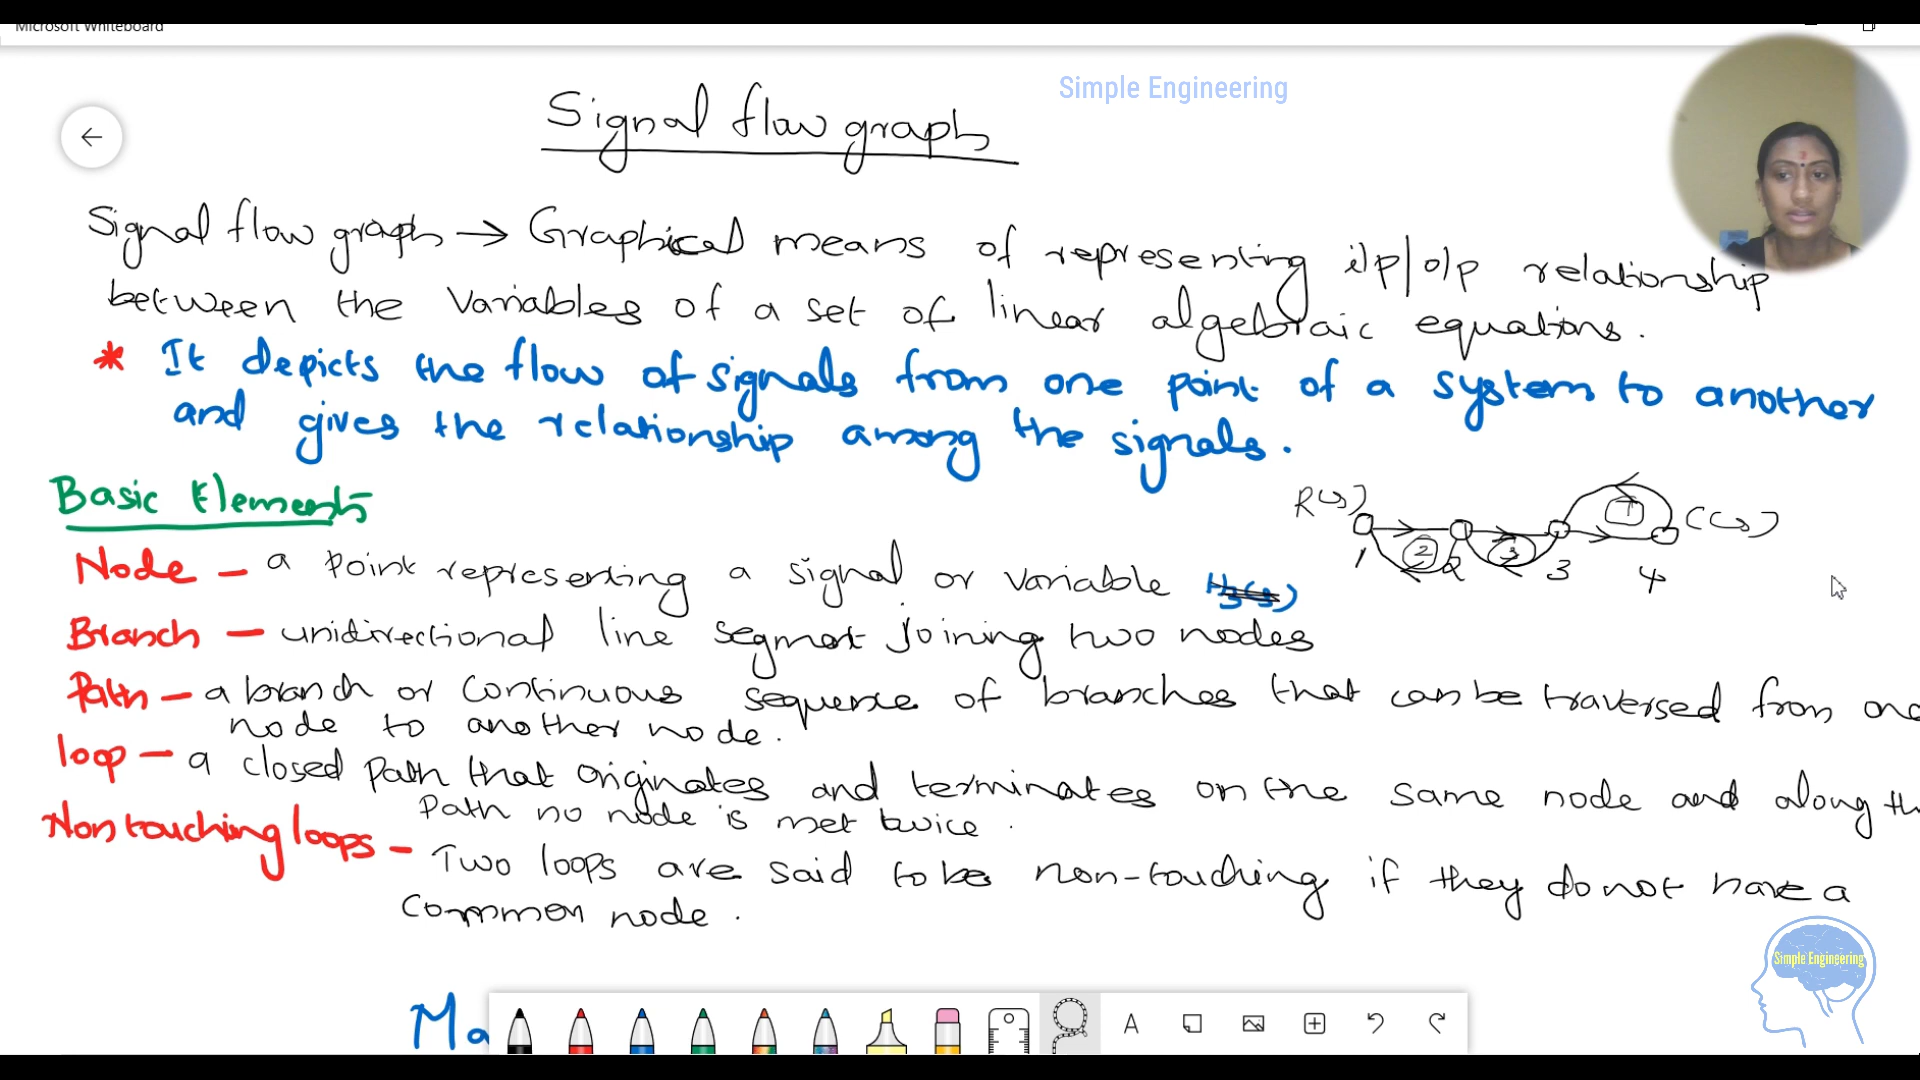 Microsoft Whiteboard
Simple Engineering
Signal flow graph
Signal flow graph → Graphical means of representing i/p|o/p relationship
between the variables of a set of linear algebraic equations.
* It depicts the flow of signals from one point of a system to another
and gives the relationship among the signals.
Basic Elements
R(s) C(s)
1 2 2 3 3 1 4
Node - a point representing a signal or variable
Branch - unidirectional line segment joining two nodes
Path - a branch or continuous sequence of branches that can be traversed from one
node to another node.
loop - a closed path that originates and terminates on the same node and along the
path no node is met twice.
Non touching loops - Two loops are said to be non-touching if they do not have a
common node.
Simple Engineering
Ma
A